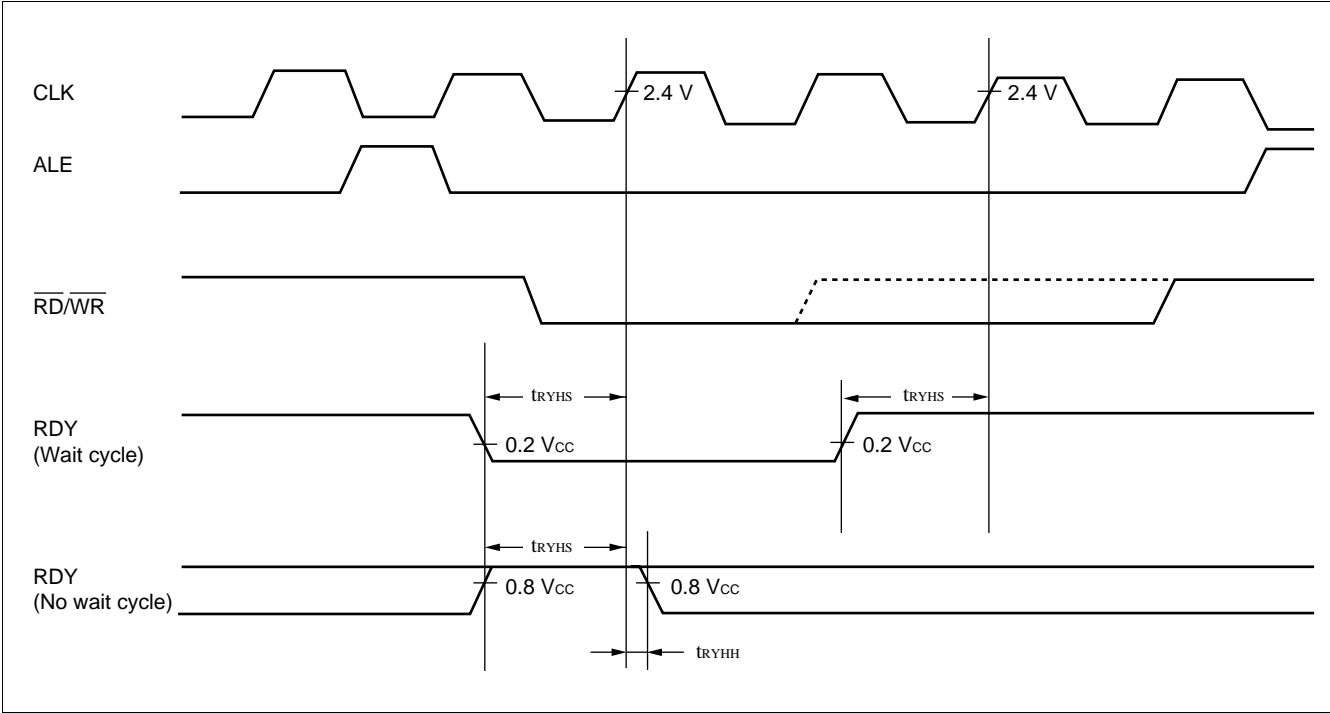 CLK
2.4 V
2.4 V
ALE
RD/WR
tRYHS
tRYHS
RDY
(Wait cycle)
0.2 VCC
0.2 VCC
tRYHS
RDY
(No wait cycle)
0.8 VCC
0.8 VCC
tRYHH